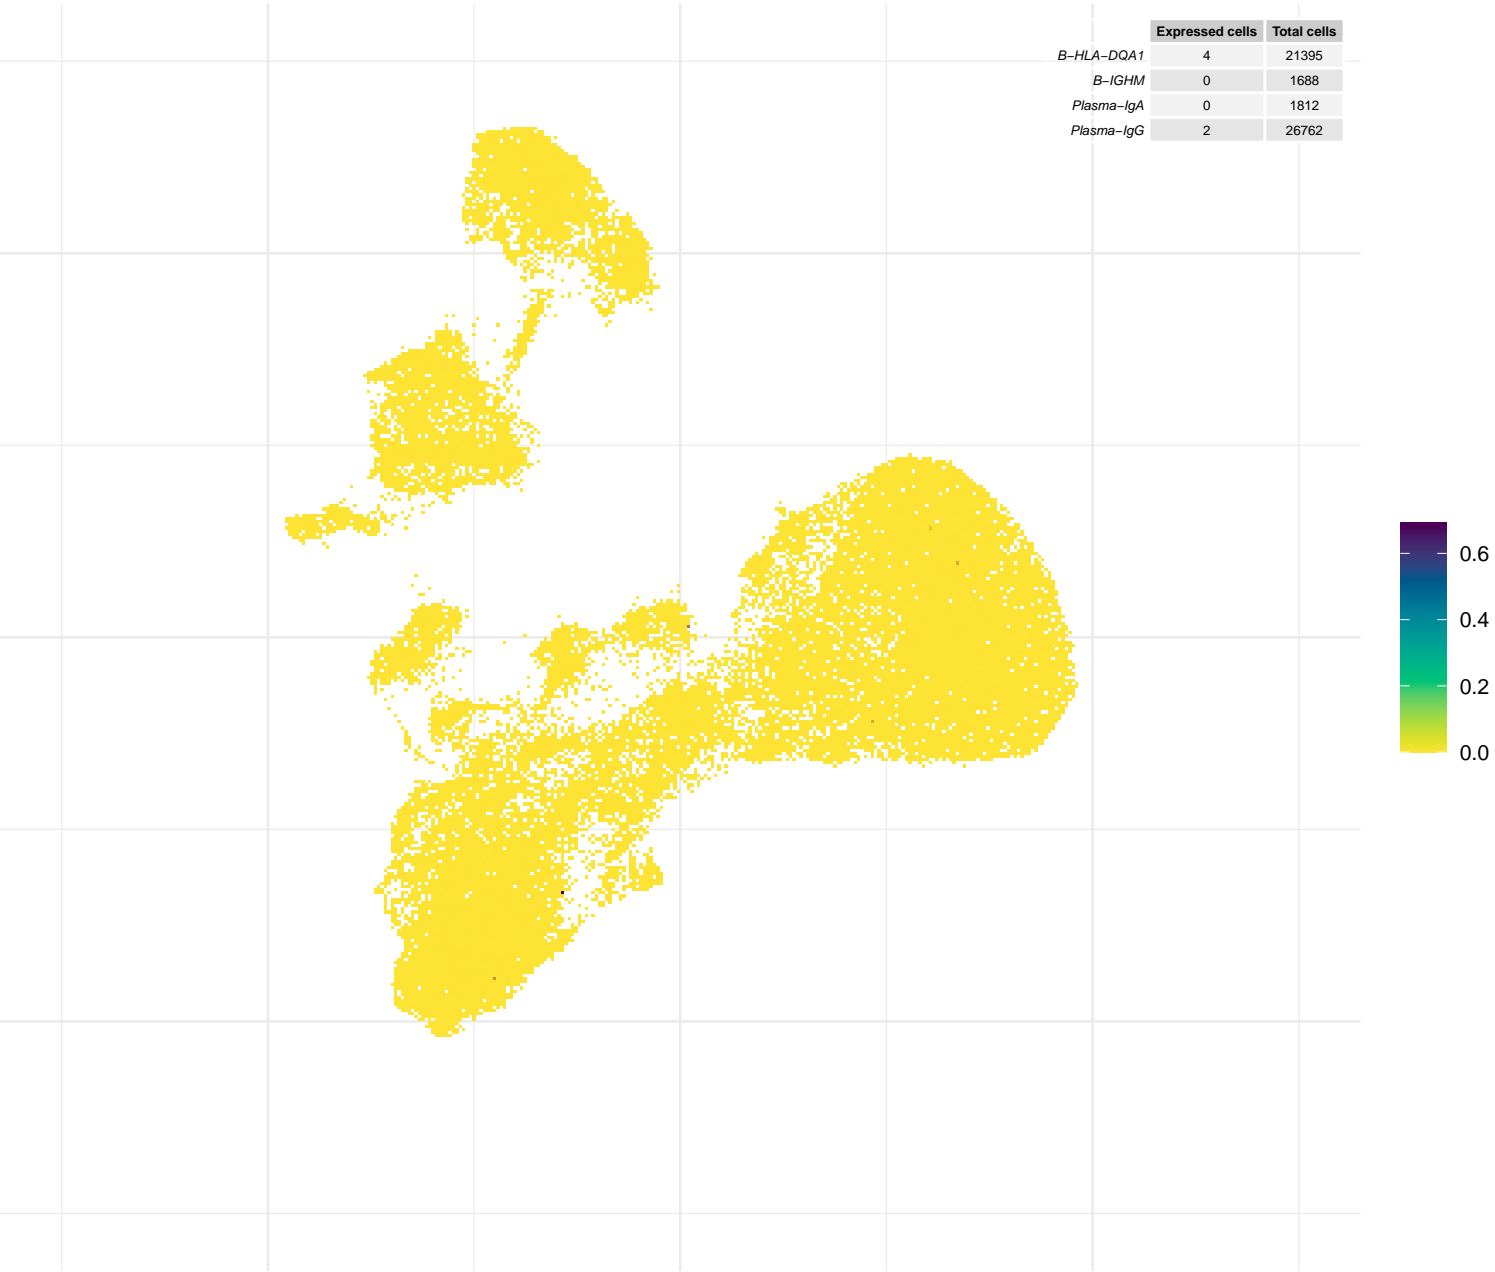 Expressed cells Total cells
B−HLA−DQA1 4 21395
B−IGHM 0 1688
Plasma−IgA 0 1812
Plasma−IgG 2 26762
0.6
0.4
0.2
0.0